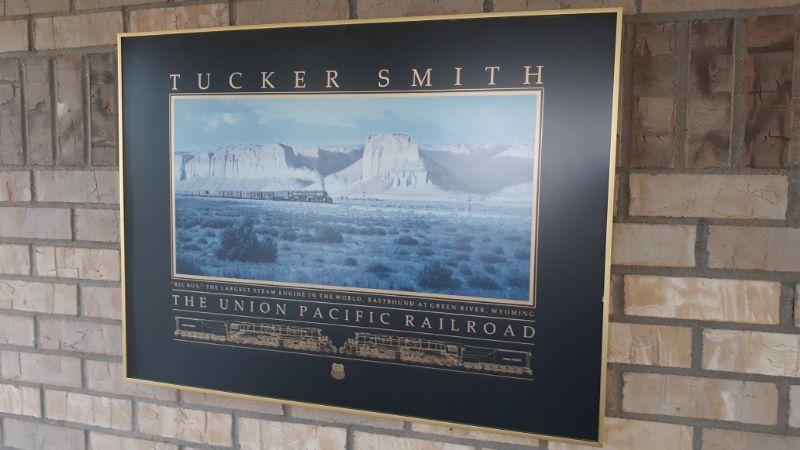 TUCKER SMITH
"BIG BOY," THE LARGEST STEAM ENGINE IN THE WORLD, EASTBOUND AT GREEN RIVER, WYOMING
THE UNION PACIFIC RAILROAD